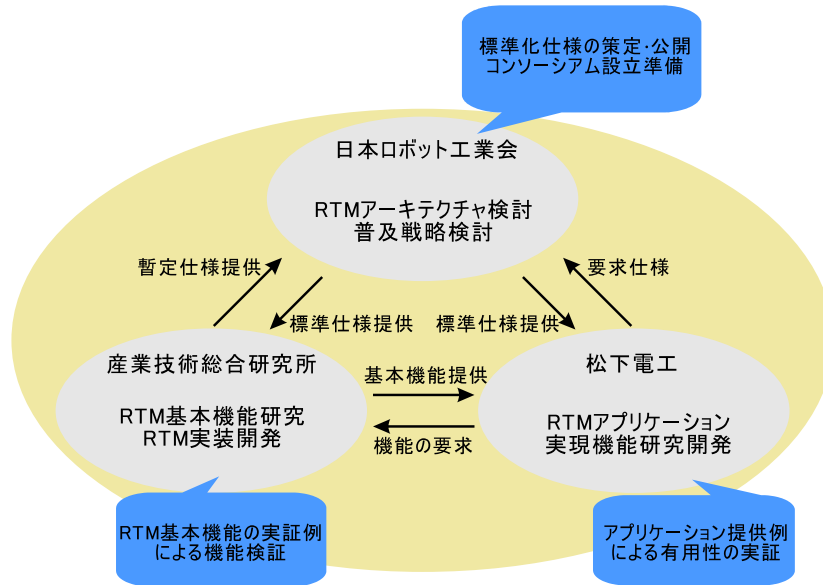 標準化仕様の策定･公開
コンソーシアム設立準備
日本ロボット工業会
RTMアーキテクチャ検討
普及戦略検討
暫定仕様提供
要求仕様
標準仕様提供
標準仕様提供
産業技術総合研究所
RTM基本機能研究
RTM実装開発
基本機能提供
機能の要求
松下電工
RTMアプリケーション
実現機能研究開発
RTM基本機能の実証例
による機能検証
アプリケーション提供例
による有用性の実証